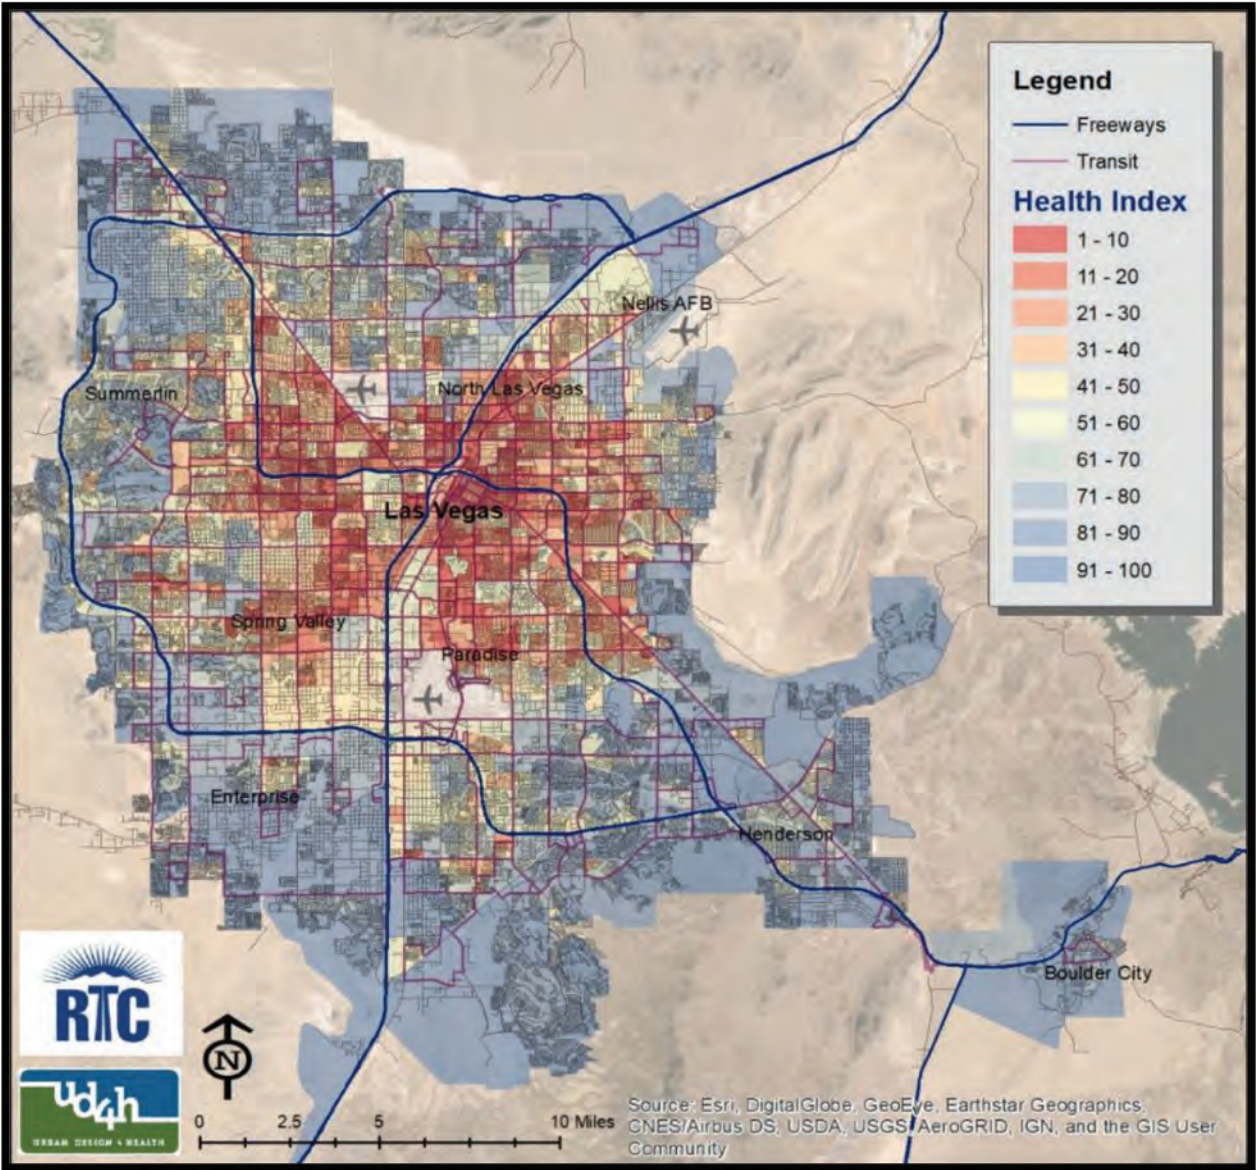 Legend
Freeways
Transit
Health Index
1 - 10
11 - 20
21 - 30
31 - 40
41 - 50
51 - 60
61 - 70
71 - 80
81 - 90
91 - 100
Nellis AFB
Summerlin
North Las Vegas
Las Vegas
Spring Valley
Paradise
Enterprise
Henderson
Boulder City
RTC
N
ud4h
URBAN DESIGN 4 HEALTH
0 2.5 5 10 Miles
Source: Esri, DigitalGlobe, GeoEye, Earthstar Geographics,
CNES/Airbus DS, USDA, USGS, AeroGRID, IGN, and the GIS User
Community